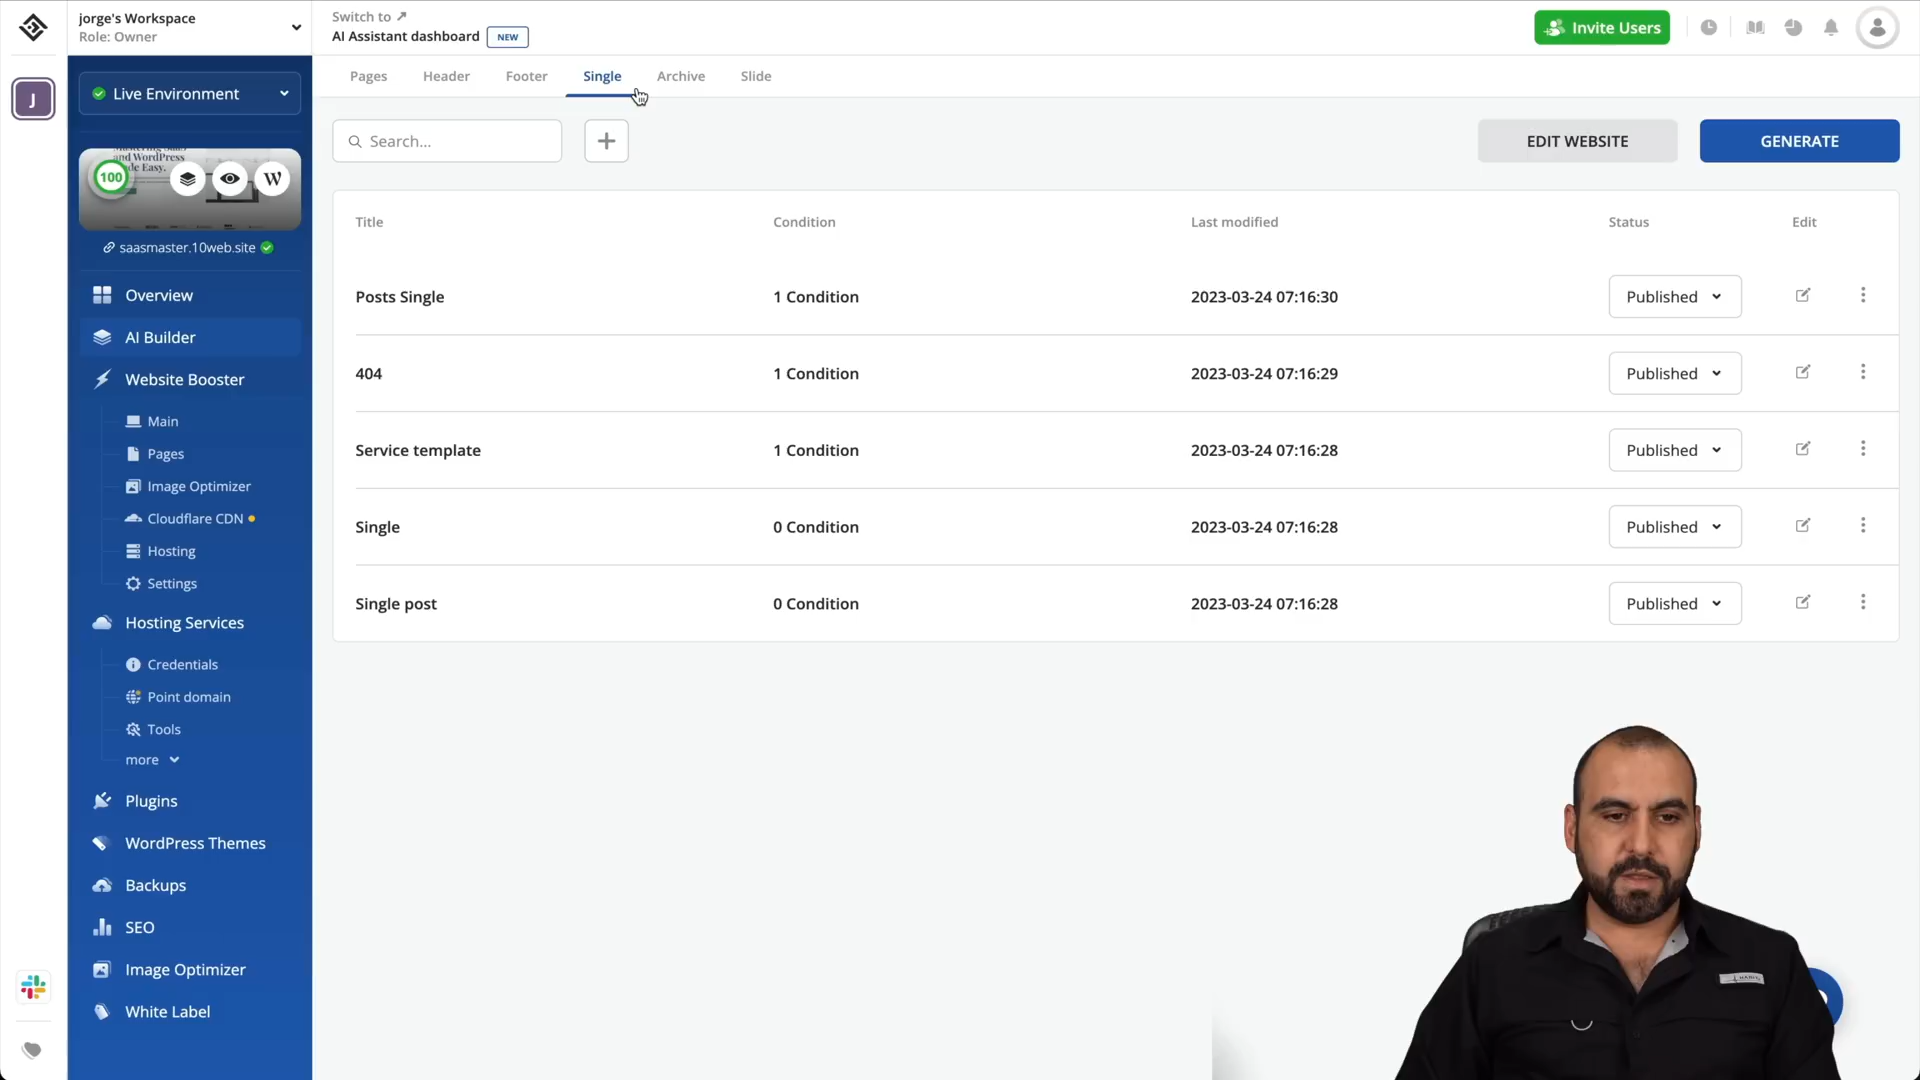 jorge's Workspace
Role: Owner
Switch to
AI Assistant dashboard NEW
Invite Users
J
Live Environment
Pages Header Footer Single Archive Slide
Search...
EDIT WEBSITE
GENERATE
and WordPress
de Easy.
100
W
saasmaster.10web.site
Overview
AI Builder
Website Booster
Main
Pages
Image Optimizer
Cloudflare CDN
Hosting
Settings
Hosting Services
Credentials
Point domain
Tools
more
Plugins
WordPress Themes
Backups
SEO
Image Optimizer
White Label
Title Condition Last modified Status Edit
Posts Single 1 Condition 2023-03-24 07:16:30 Published
404 1 Condition 2023-03-24 07:16:29 Published
Service template 1 Condition 2023-03-24 07:16:28 Published
Single 0 Condition 2023-03-24 07:16:28 Published
Single post 0 Condition 2023-03-24 07:16:28 Published